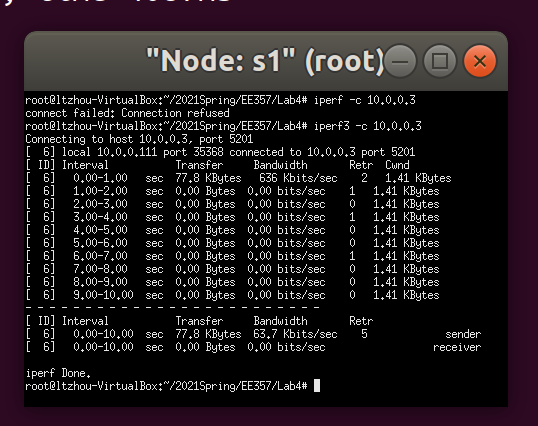 "Node: s1" (root)
root@ltzhou-VirtualBox:~/2021Spring/EE357/Lab4# iperf -c 10.0.0.3
connect failed: Connection refused
root@ltzhou-VirtualBox:~/2021Spring/EE357/Lab4# iperf3 -c 10.0.0.3
Connecting to host 10.0.0.3, port 5201
[  6] local 10.0.0.111 port 35368 connected to 10.0.0.3 port 5201
[ ID] Interval           Transfer     Bandwidth       Retr  Cwnd
[  6]   0.00-1.00   sec  77.8 KBytes   636 Kbits/sec    2   1.41 KBytes
[  6]   1.00-2.00   sec  0.00 Bytes  0.00 bits/sec    1   1.41 KBytes
[  6]   2.00-3.00   sec  0.00 Bytes  0.00 bits/sec    0   1.41 KBytes
[  6]   3.00-4.00   sec  0.00 Bytes  0.00 bits/sec    1   1.41 KBytes
[  6]   4.00-5.00   sec  0.00 Bytes  0.00 bits/sec    0   1.41 KBytes
[  6]   5.00-6.00   sec  0.00 Bytes  0.00 bits/sec    0   1.41 KBytes
[  6]   6.00-7.00   sec  0.00 Bytes  0.00 bits/sec    1   1.41 KBytes
[  6]   7.00-8.00   sec  0.00 Bytes  0.00 bits/sec    0   1.41 KBytes
[  6]   8.00-9.00   sec  0.00 Bytes  0.00 bits/sec    0   1.41 KBytes
[  6]   9.00-10.00  sec  0.00 Bytes  0.00 bits/sec    0   1.41 KBytes
- - - - - - - - - - - - - - - - - - - - - - - - -
[ ID] Interval           Transfer     Bandwidth       Retr
[  6]   0.00-10.00  sec  77.8 KBytes  63.7 Kbits/sec    5             sender
[  6]   0.00-10.00  sec  0.00 Bytes  0.00 bits/sec                  receiver
iperf Done.
root@ltzhou-VirtualBox:~/2021Spring/EE357/Lab4#